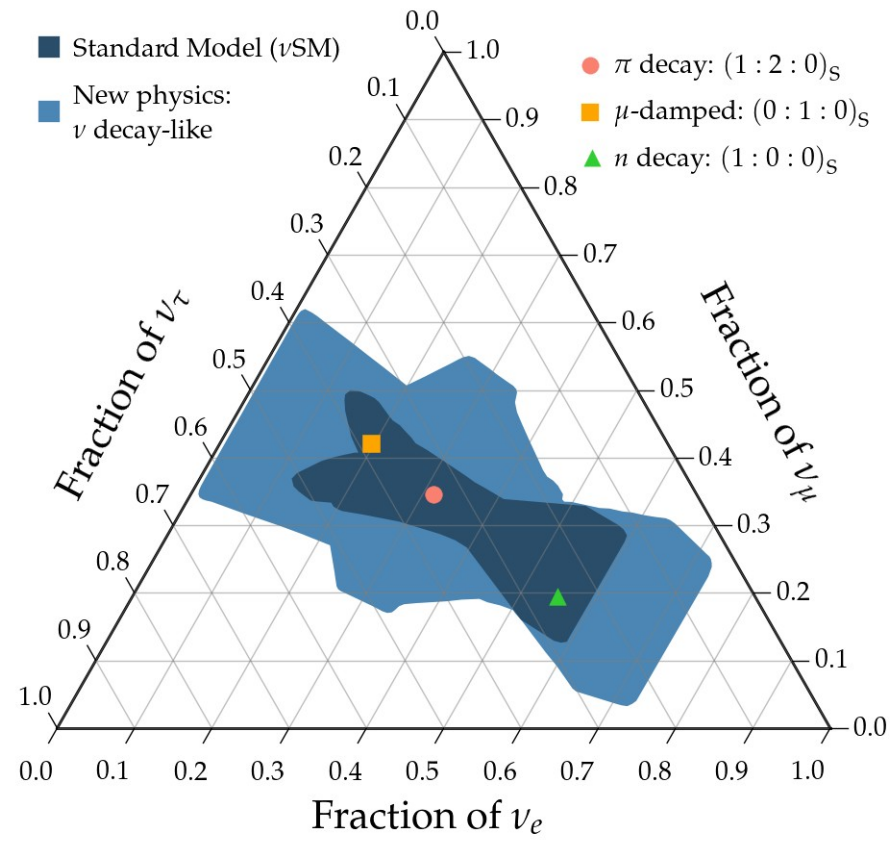 Standard Model (νSM)
New physics:
ν decay-like
π decay: (1 : 2 : 0)S
μ-damped: (0 : 1 : 0)S
n decay: (1 : 0 : 0)S
0.0
0.1
0.2
0.3
0.4
0.5
0.6
0.7
0.8
0.9
1.0
Fraction of ντ
1.0
0.9
0.8
0.7
0.6
0.5
0.4
0.3
0.2
0.1
0.0
Fraction of νμ
0.0 0.1 0.2 0.3 0.4 0.5 0.6 0.7 0.8 0.9 1.0
Fraction of νe